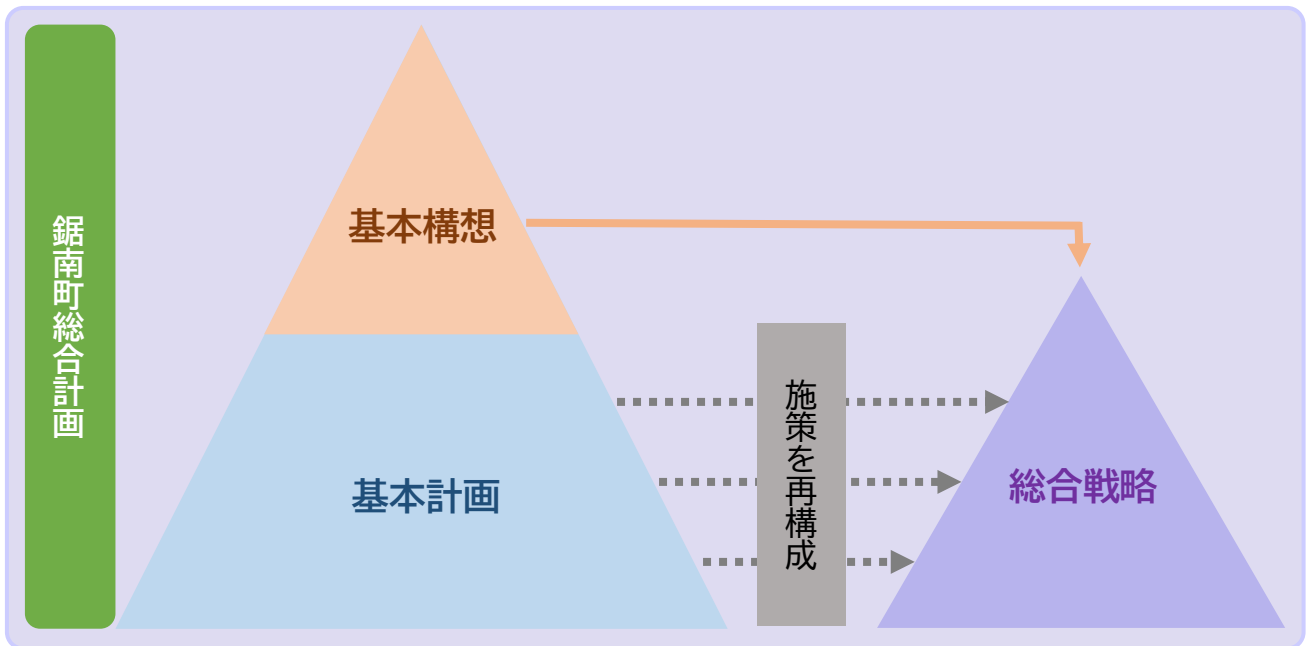 鋸南町総合計画
基本構想
基本計画
施策を再構成
総合戦略